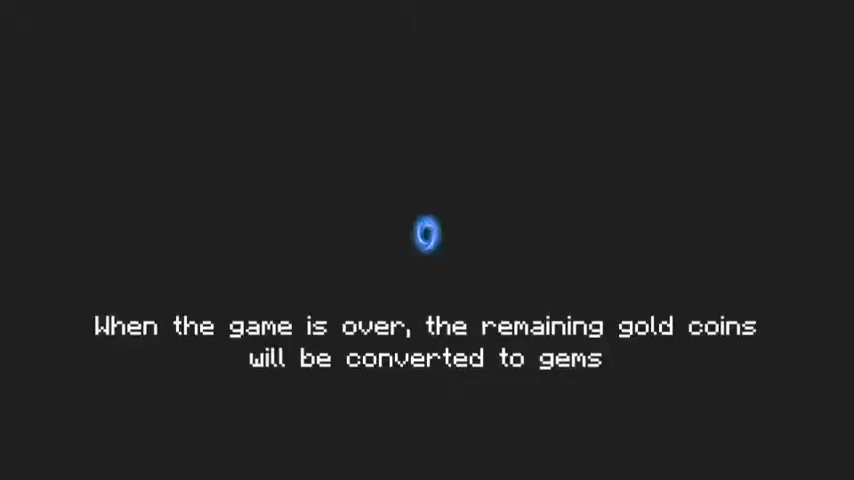 When the game is over, the remaining gold coins
will be converted to gems